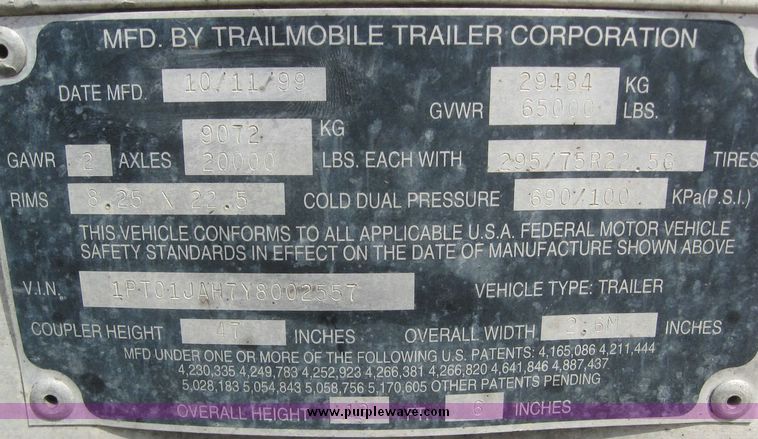 MFD. BY TRAILMOBILE TRAILER CORPORATION
DATE MFD. 10/11/99 29484 KG
GVWR 65000 LBS.
9072 KG
GAWR 2 AXLES 20000 LBS. EACH WITH 295/75R22.5G TIRES
RIMS 8.25 X 22.5 COLD DUAL PRESSURE 690/100 KPa(P.S.I.)
THIS VEHICLE CONFORMS TO ALL APPLICABLE U.S.A. FEDERAL MOTOR VEHICLE
SAFETY STANDARDS IN EFFECT ON THE DATE OF MANUFACTURE SHOWN ABOVE
V.I.N. 1PT01JAH7Y8002557 VEHICLE TYPE: TRAILER
COUPLER HEIGHT 47 INCHES OVERALL WIDTH 2.6M INCHES
MFD UNDER ONE OR MORE OF THE FOLLOWING U.S. PATENTS: 4,165,086 4,211,444
4,230,335 4,249,783 4,252,923 4,266,381 4,266,820 4,641,846 4,887,437
5,028,183 5,054,843 5,058,756 5,170,605 OTHER PATENTS PENDING
OVERALL HEIGHT 6 INCHES
www.purplewave.com